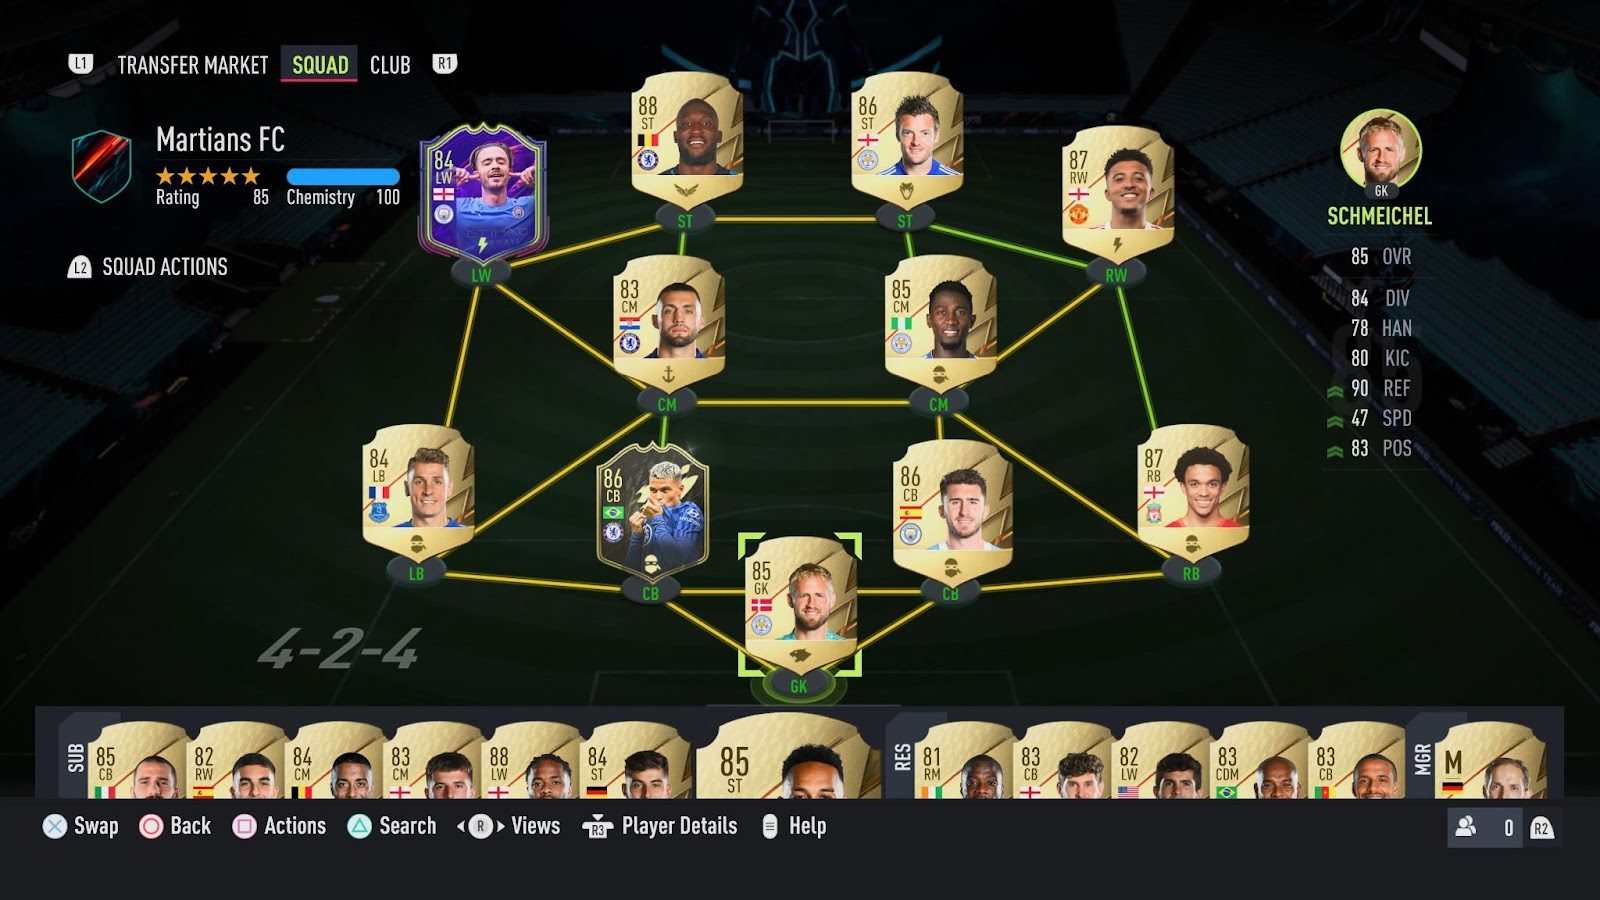 L1 TRANSFER MARKET SQUAD CLUB R1
Martians FC
Rating 85 Chemistry 100
L2 SQUAD ACTIONS
84
LW
88
ST
86
ST
87
RW
GK
SCHMEICHEL
85 OVR
84 DIV
78 HAN
80 KIC
90 REF
47 SPD
83 POS
ST
ST
LW
RW
83
CM
85
CM
CM
CM
84
LB
86
CB
86
CB
87
RB
LB
CB
85
GK
CB
RB
4-2-4
GK
SUB
85
CB
82
RW
84
CM
83
CM
88
LW
84
ST
85
ST
RES
81
RM
83
CB
82
LW
83
CDM
83
CB
MGR
M
Swap Back Actions Search R Views R3 Player Details Help
0 R2